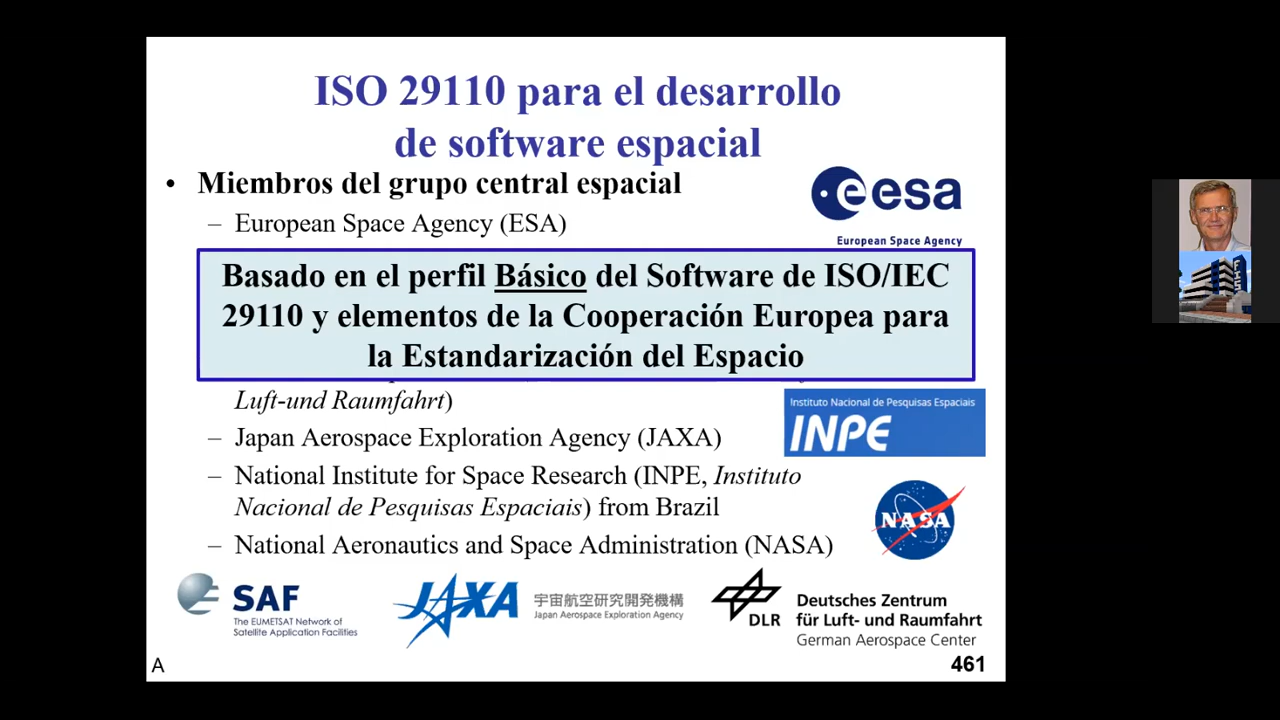 ISO 29110 para el desarrollo
de software espacial
• Miembros del grupo central espacial
– European Space Agency (ESA)
esa
European Space Agency
Basado en el perfil Básico del Software de ISO/IEC
29110 y elementos de la Cooperación Europea para
la Estandarización del Espacio
Luft-und Raumfahrt)
Instituto Nacional de Pesquisas Espaciais
INPE
– Japan Aerospace Exploration Agency (JAXA)
– National Institute for Space Research (INPE, Instituto
Nacional de Pesquisas Espaciais) from Brazil
NASA
– National Aeronautics and Space Administration (NASA)
SAF
The EUMETSAT Network of
Satellite Application Facilities
JAXA
宇宙航空研究開発機構
Japan Aerospace Exploration Agency
DLR
Deutsches Zentrum
für Luft- und Raumfahrt
German Aerospace Center
A
461